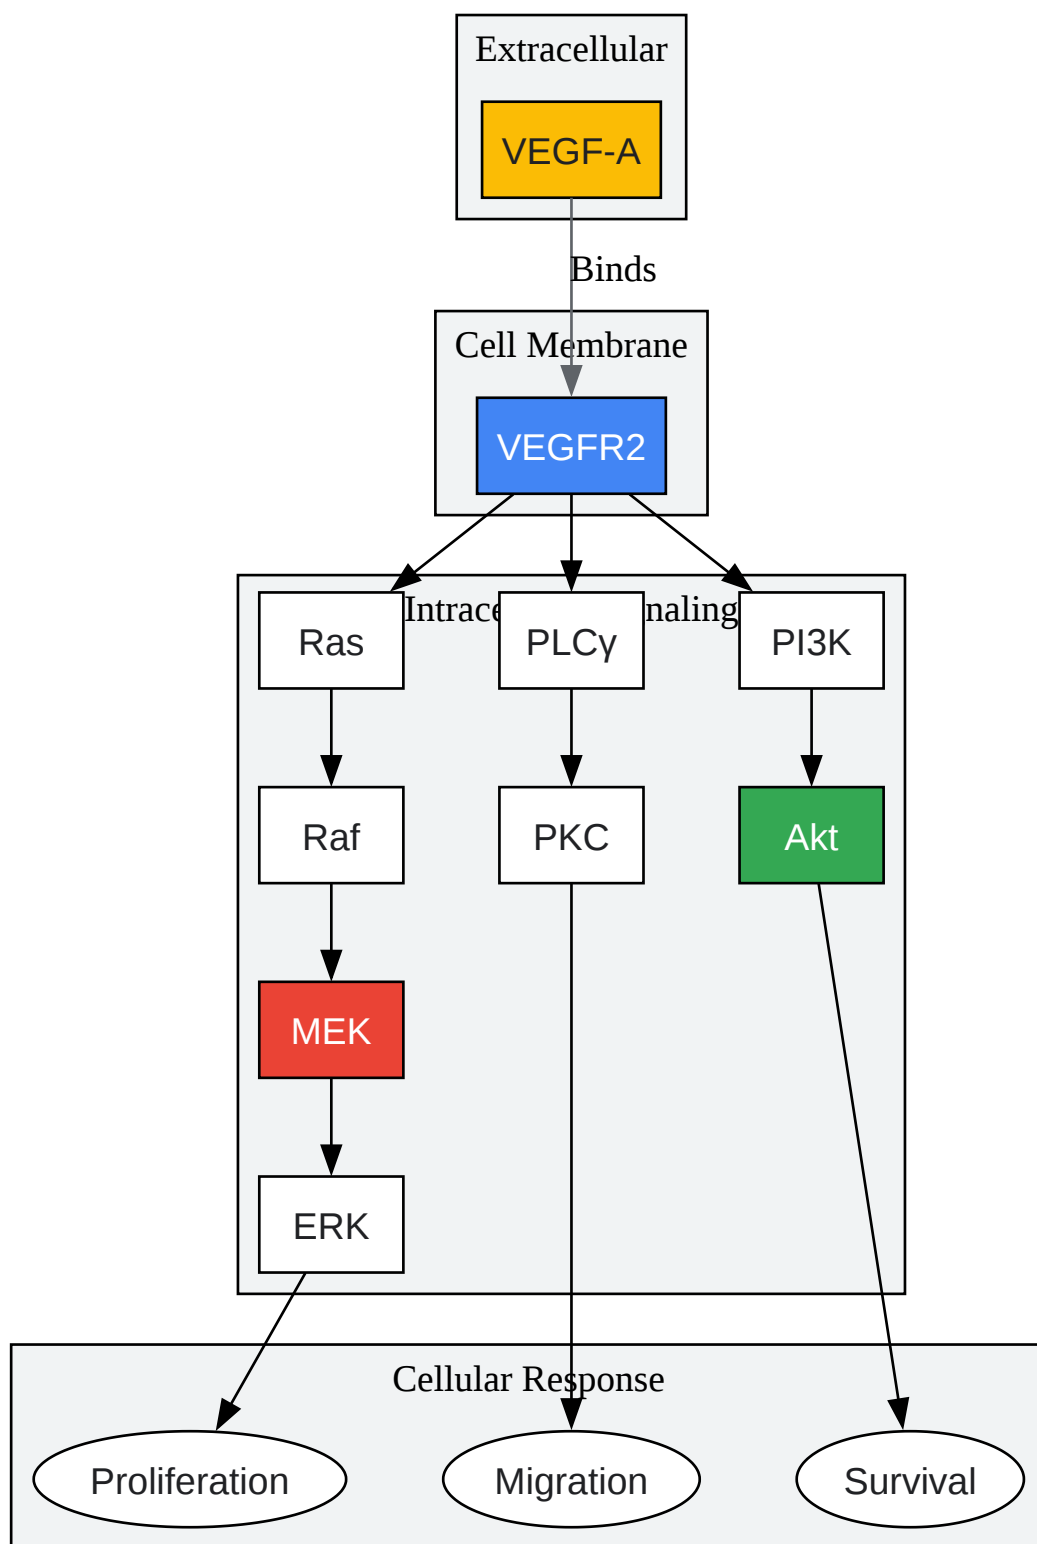 Extracellular
VEGF-A
Binds
Cell Membrane
VEGFR2
Ras
PLCγ
PI3K
Raf
PKC
Akt
MEK
ERK
Cellular Response
Proliferation
Migration
Survival